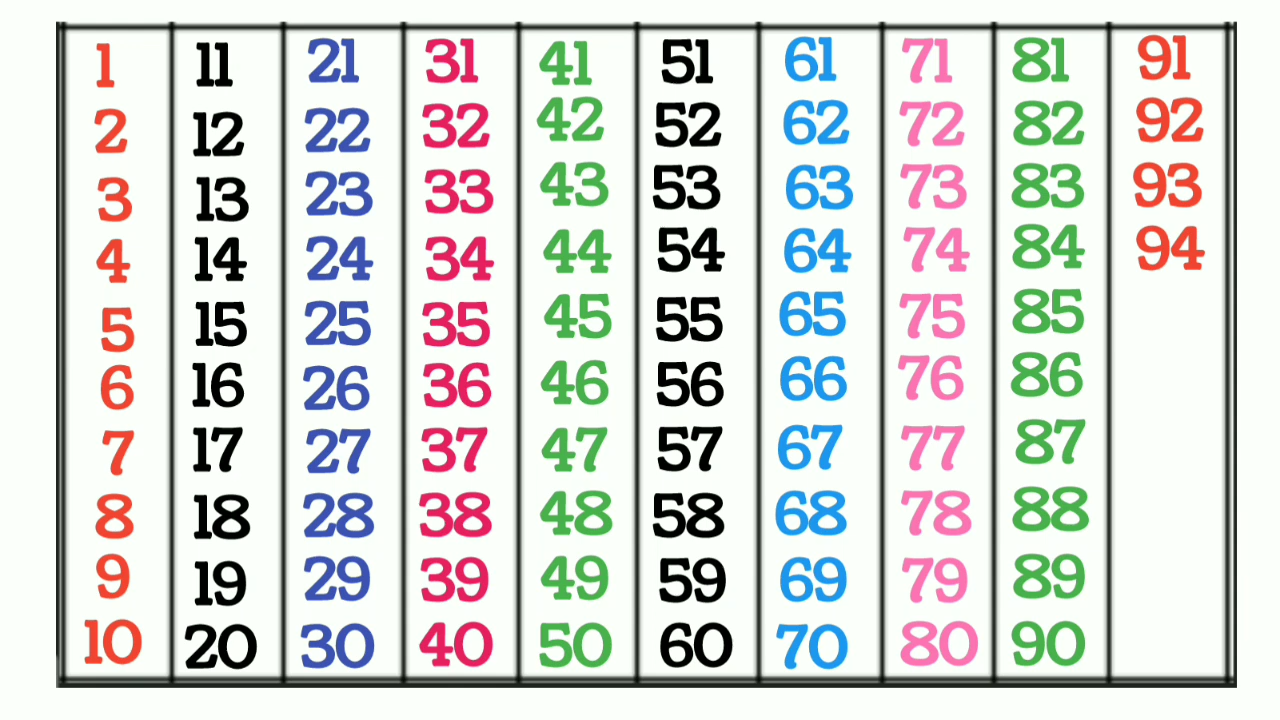 1 11 21 31 41 51 61 71 81 91
2 12 22 32 42 52 62 72 82 92
3 13 23 33 43 53 63 73 83 93
4 14 24 34 44 54 64 74 84 94
5 15 25 35 45 55 65 75 85
6 16 26 36 46 56 66 76 86
7 17 27 37 47 57 67 77 87
8 18 28 38 48 58 68 78 88
9 19 29 39 49 59 69 79 89
10 20 30 40 50 60 70 80 90